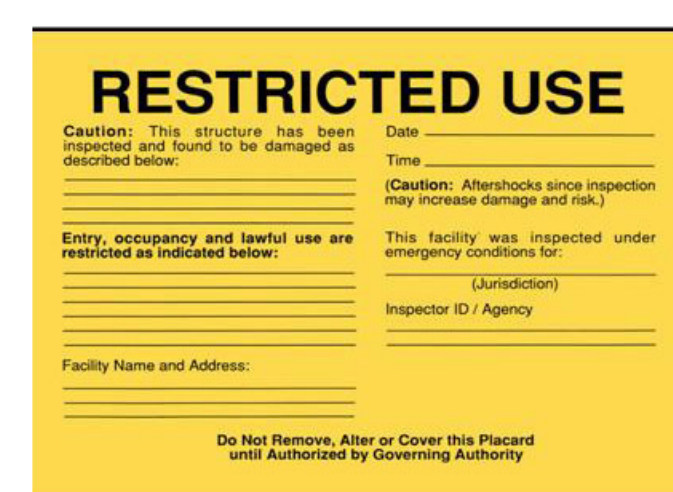 RESTRICTED USE
Caution: This structure has been
inspected and found to be damaged as
described below:
Entry, occupancy and lawful use are
restricted as indicated below:
Facility Name and Address:
Date
Time
(Caution: Aftershocks since inspection
may increase damage and risk.)
This facility was inspected under
emergency conditions for:
(Jurisdiction)
Inspector ID / Agency
Do Not Remove, Alter or Cover this Placard
until Authorized by Governing Authority